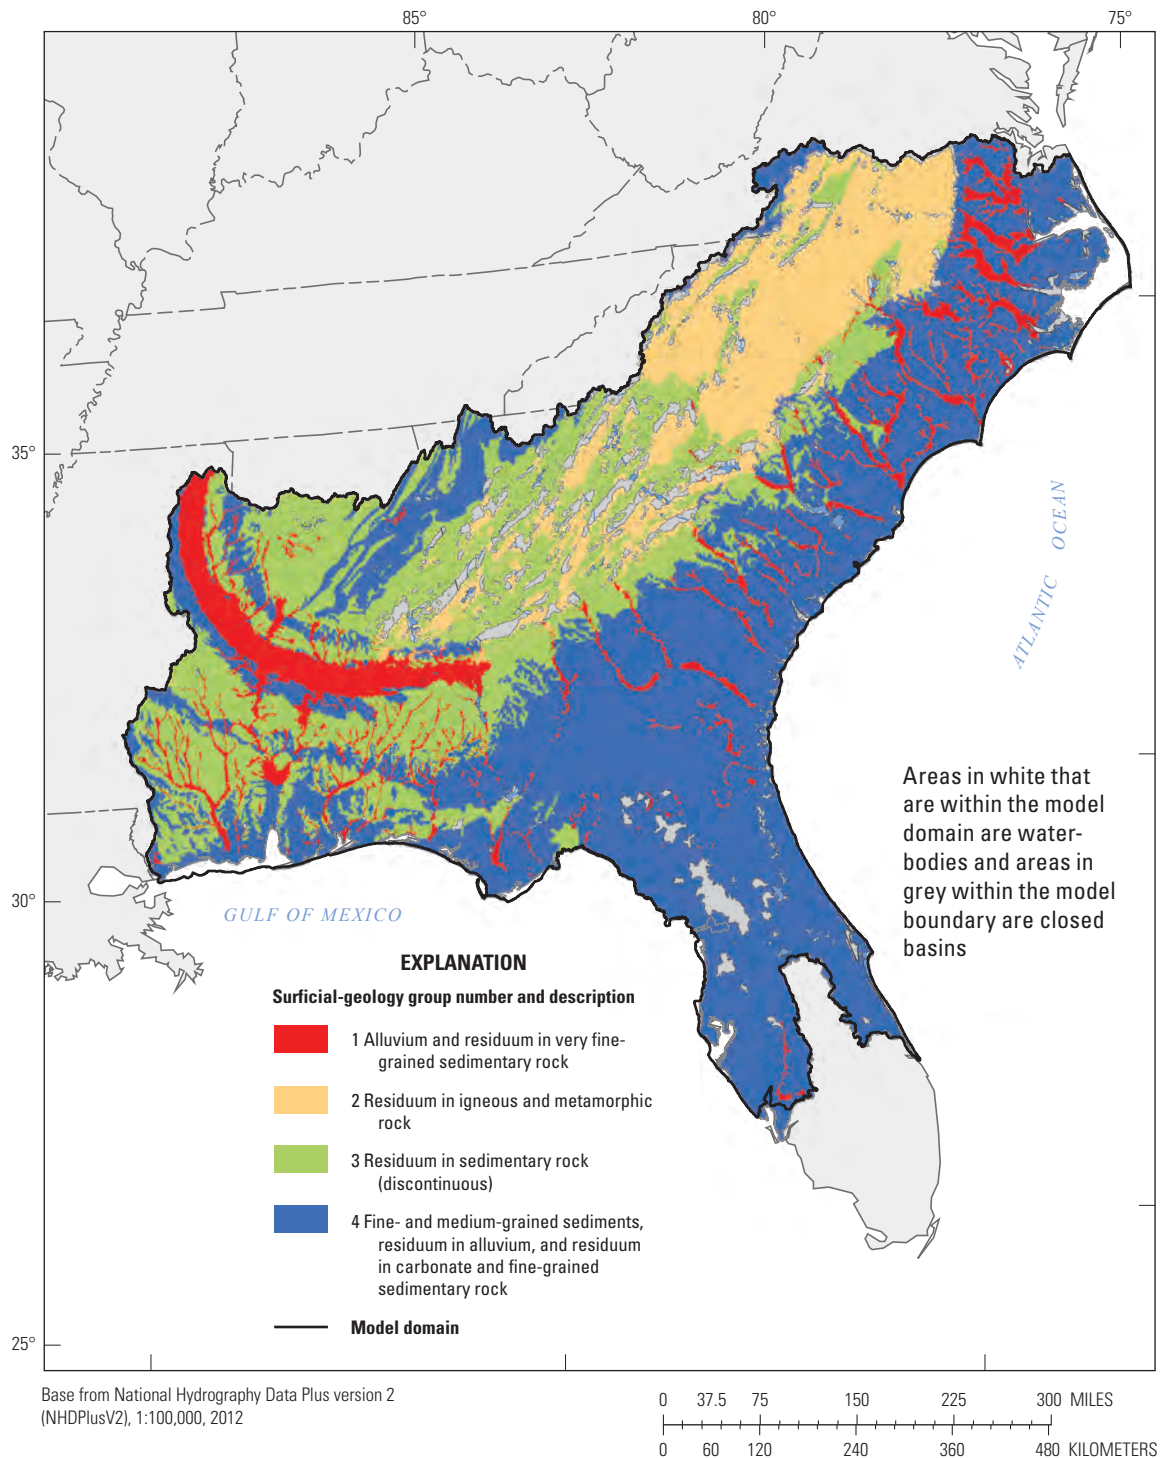 85°
80°
75°
35°
30°
25°
ATLANTIC OCEAN
GULF OF MEXICO
Areas in white that
are within the model
domain are water-
bodies and areas in
grey within the model
boundary are closed
basins
EXPLANATION
Surficial-geology group number and description
1 Alluvium and residuum in very fine-
grained sedimentary rock
2 Residuum in igneous and metamorphic
rock
3 Residuum in sedimentary rock
(discontinuous)
4 Fine- and medium-grained sediments,
residuum in alluvium, and residuum
in carbonate and fine-grained
sedimentary rock
Model domain
Base from National Hydrography Data Plus version 2
(NHDPlusV2), 1:100,000, 2012
0 37.5 75 150 225 300 MILES
0 60 120 240 360 480 KILOMETERS